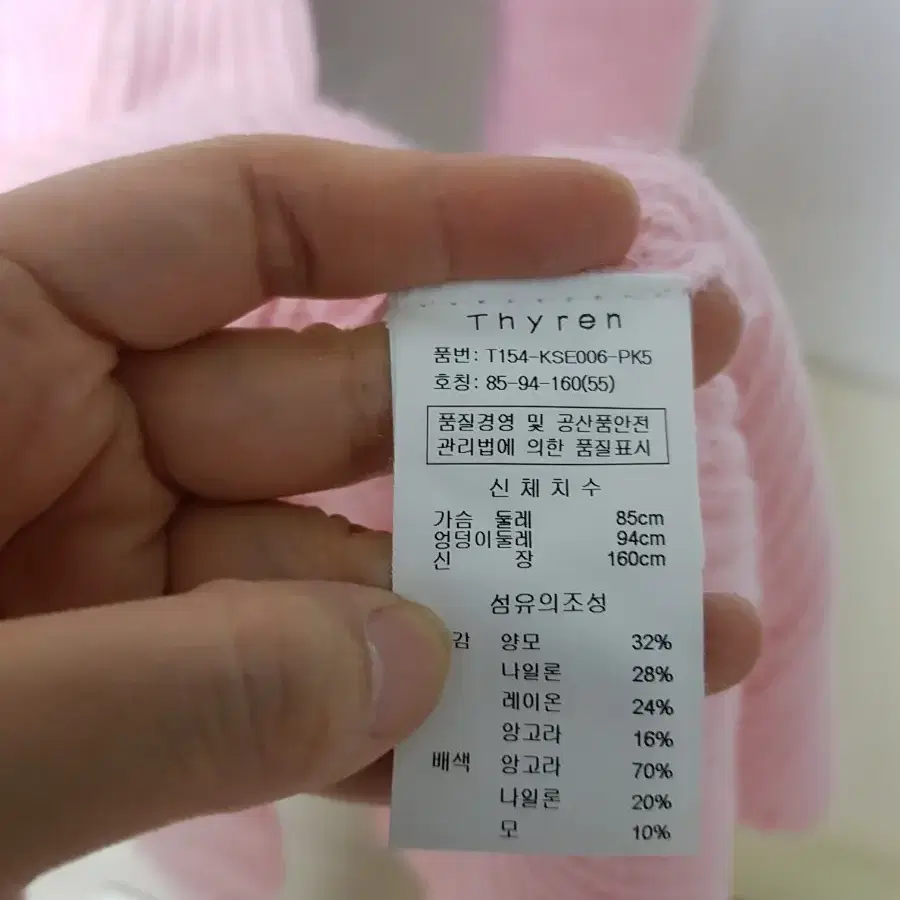 Thyren
품번: T154-KSE006-PK5
호칭: 85-94-160(55)
품질경영 및 공산품안전
관리법에 의한 품질표시
신체치수
가슴 둘레 85cm
엉덩이둘레 94cm
신 장 160cm
섬유의조성
감 양모 32%
나일론 28%
레이온 24%
앙고라 16%
배색 앙고라 70%
나일론 20%
모 10%